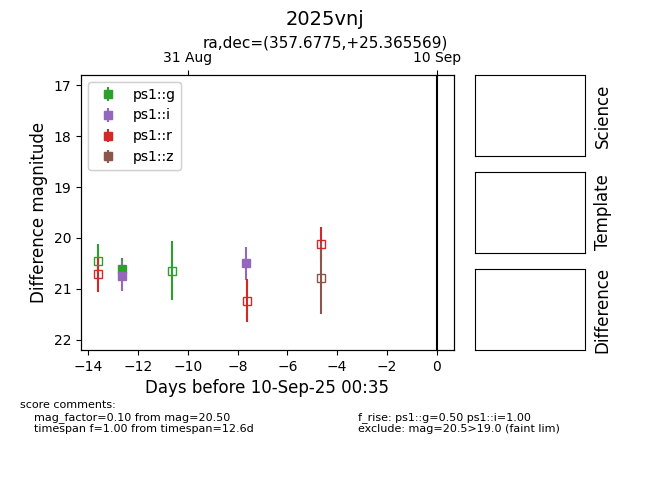 2025vnj
ra,dec=(357.6775,+25.365569)
31 Aug
10 Sep
17
18
19
20
21
22
Difference magnitude
ps1::g
ps1::i
ps1::r
ps1::z
−14
−12
−10
−8
−6
−4
−2
0
Days before 10-Sep-25 00:35
Science
Template
Difference
score comments:
mag_factor=0.10 from mag=20.50
timespan f=1.00 from timespan=12.6d
f_rise: ps1::g=0.50 ps1::i=1.00
exclude: mag=20.5>19.0 (faint lim)